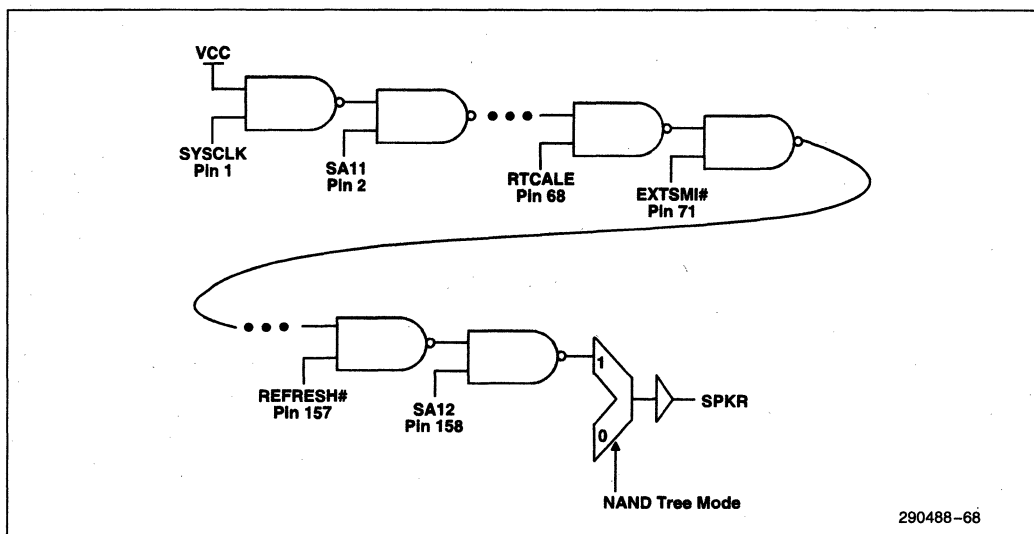 VCC
SYSCLK
Pin 1
SA11
Pin 2
RTCALE
Pin 68
EXTSMI#
Pin 71
REFRESH#
Pin 157
SA12
Pin 158
1
0
SPKR
NAND Tree Mode
290488-68